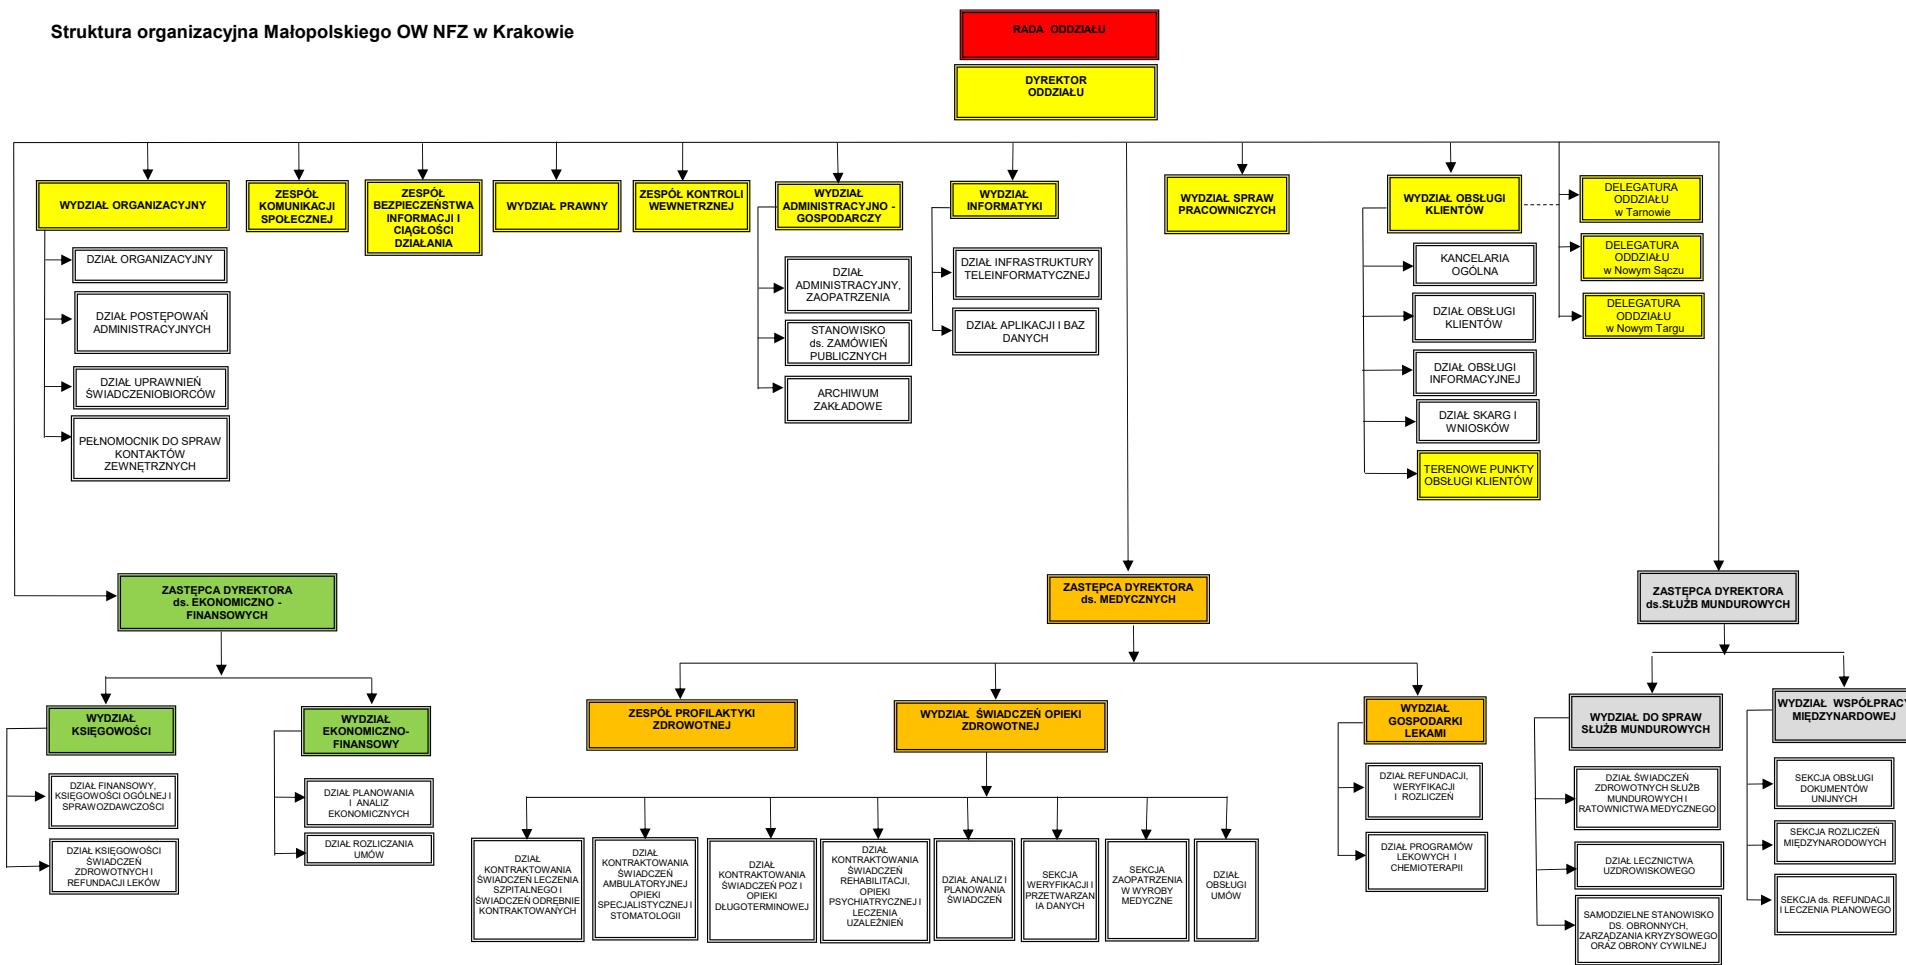 Struktura organizacyjna Małopolskiego OW NFZ w Krakowie
RADA ODDZIAŁU
DYREKTOR
ODDZIAŁU
WYDZIAŁ ORGANIZACYJNY
ZESPÓŁ
KOMUNIKACJI
SPOŁECZNEJ
ZESPÓŁ
BEZPIECZEŃSTWA
INFORMACJI I
CIĄGŁOŚCI
DZIAŁANIA
WYDZIAŁ PRAWNY
ZESPÓŁ KONTROLI
WEWNETRZNEJ
WYDZIAŁ
ADMINISTRACYJNO -
GOSPODARCZY
WYDZIAŁ
INFORMATYKI
WYDZIAŁ SPRAW
PRACOWNICZYCH
WYDZIAŁ OBSŁUGI
KLIENTÓW
DELEGATURA
ODDZIAŁU
w Tarnowie
DELEGATURA
ODDZIAŁU
w Nowym Sączu
DELEGATURA
ODDZIAŁU
w Nowym Targu
DZIAŁ ORGANIZACYJNY
DZIAŁ POSTĘPOWAŃ
ADMINISTRACYJNYCH
DZIAŁ UPRAWNIEŃ
ŚWIADCZENIOBIORCÓW
PEŁNOMOCNIK DO SPRAW
KONTAKTÓW
ZEWNĘTRZNYCH
DZIAŁ
ADMINISTRACYJNY,
ZAOPATRZENIA
STANOWISKO
ds. ZAMÓWIEŃ
PUBLICZNYCH
ARCHIWUM
ZAKŁADOWE
DZIAŁ INFRASTRUKTURY
TELEINFORMATYCZNEJ
DZIAŁ APLIKACJI I BAZ
DANYCH
KANCELARIA
OGÓLNA
DZIAŁ OBSŁUGI
KLIENTÓW
DZIAŁ OBSŁUGI
INFORMACYJNEJ
DZIAŁ SKARG I
WNIOSKÓW
TERENOWE PUNKTY
OBSŁUGI KLIENTÓW
ZASTĘPCA DYREKTORA
ds. EKONOMICZNO -
FINANSOWYCH
ZASTĘPCA DYREKTORA
ds. MEDYCZNYCH
ZASTĘPCA DYREKTORA
ds.SŁUŻB MUNDUROWYCH
WYDZIAŁ
KSIĘGOWOŚCI
WYDZIAŁ
EKONOMICZNO-
FINANSOWY
ZESPÓŁ PROFILAKTYKI
ZDROWOTNEJ
WYDZIAŁ ŚWIADCZEŃ OPIEKI
ZDROWOTNEJ
WYDZIAŁ
GOSPODARKI
LEKAMI
WYDZIAŁ DO SPRAW
SŁUŻB MUNDUROWYCH
WYDZIAŁ WSPÓŁPRACY
MIĘDZYNARDOWEJ
DZIAŁ FINANSOWY,
KSIĘGOWOŚCI OGÓLNEJ I
SPRAWOZDAWCZOŚCI
DZIAŁ KSIĘGOWOŚCI
ŚWIADCZEŃ
ZDROWOTNYCH I
REFUNDACJI LEKÓW
DZIAŁ PLANOWANIA
I ANALIZ
EKONOMICZNYCH
DZIAŁ ROZLICZANIA
UMÓW
DZIAŁ
KONTRAKTOWANIA
ŚWIADCZEŃ LECZENIA
SZPITALNEGO I
ŚWIADCZEŃ ODRĘBNIE
KONTRAKTOWANYCH
DZIAŁ
KONTRAKTOWANIA
ŚWIADCZEŃ
AMBULATORYJNEJ
OPIEKI
SPECJALISTYCZNEJ I
STOMATOLOGII
DZIAŁ
KONTRAKTOWANIA
ŚWIADCZEŃ POZ I
OPIEKI
DŁUGOTERMINOWEJ
DZIAŁ
KONTRAKTOWANIA
ŚWIADCZEŃ
REHABILITACJI,
OPIEKI
PSYCHIATRYCZNEJ I
LECZENIA
UZALEŻNIEŃ
DZIAŁ ANALIZ I
PLANOWANIA
ŚWIADCZEŃ
SEKCJA
WERYFIKACJI I
PRZETWARZAN
IA DANYCH
SEKCJA
ZAOPATRZENIA
W WYROBY
MEDYCZNE
DZIAŁ
OBSŁUGI
UMÓW
DZIAŁ REFUNDACJI,
WERYFIKACJI
I ROZLICZEŃ
DZIAŁ PROGRAMÓW
LEKOWYCH I
CHEMIOTERAPII
DZIAŁ ŚWIADCZEŃ
ZDROWOTNYCH SŁUŻB
MUNDUROWYCH I
RATOWNICTWA MEDYCZNEGO
DZIAŁ LECZNICTWA
UZDROWISKOWEGO
SAMODZIELNE STANOWISKO
DS. OBRONNYCH,
ZARZĄDZANIA KRYZYSOWEGO
ORAZ OBRONY CYWILNEJ
SEKCJA OBSŁUGI
DOKUMENTÓW
UNIJNYCH
SEKCJA ROZLICZEŃ
MIĘDZYNARODOWYCH
SEKCJA ds. REFUNDACJI
I LECZENIA PLANOWEGO